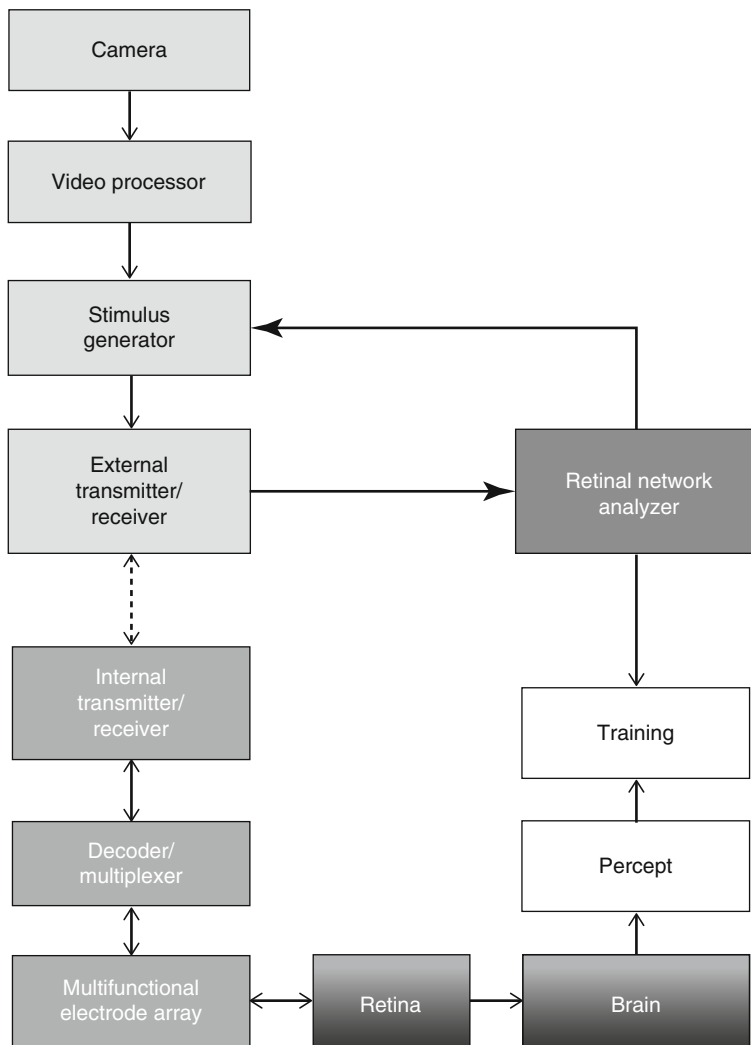 Camera
Video processor
Stimulus
generator
External
transmitter/
receiver
Retinal network
analyzer
Internal
transmitter/
receiver
Training
Decoder/
multiplexer
Percept
Multifunctional
electrode array
Retina
Brain